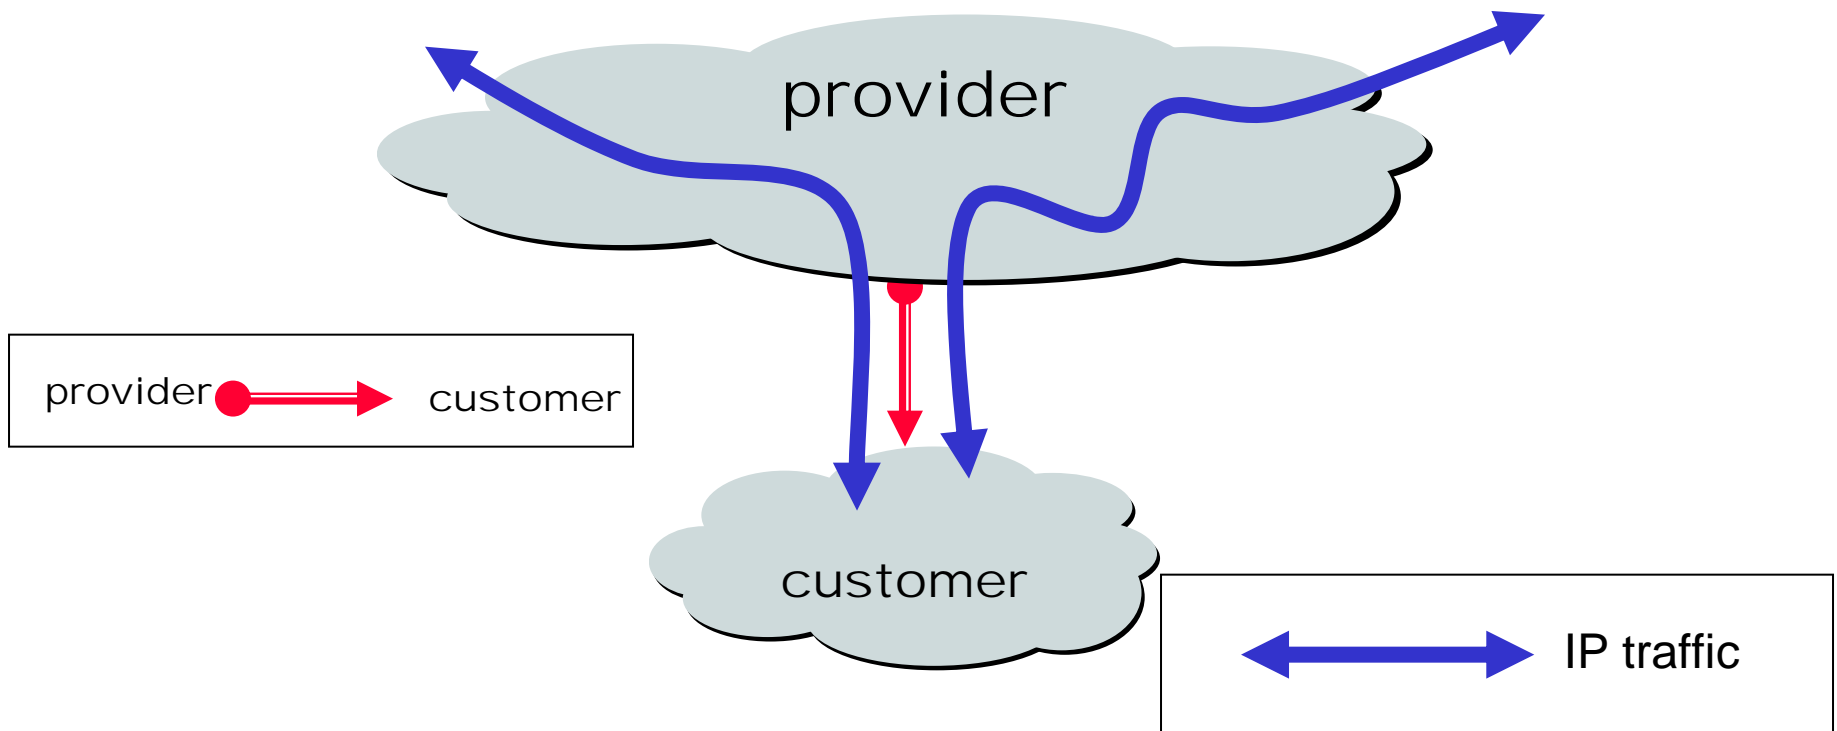 provider
provider customer
customer
IP traffic